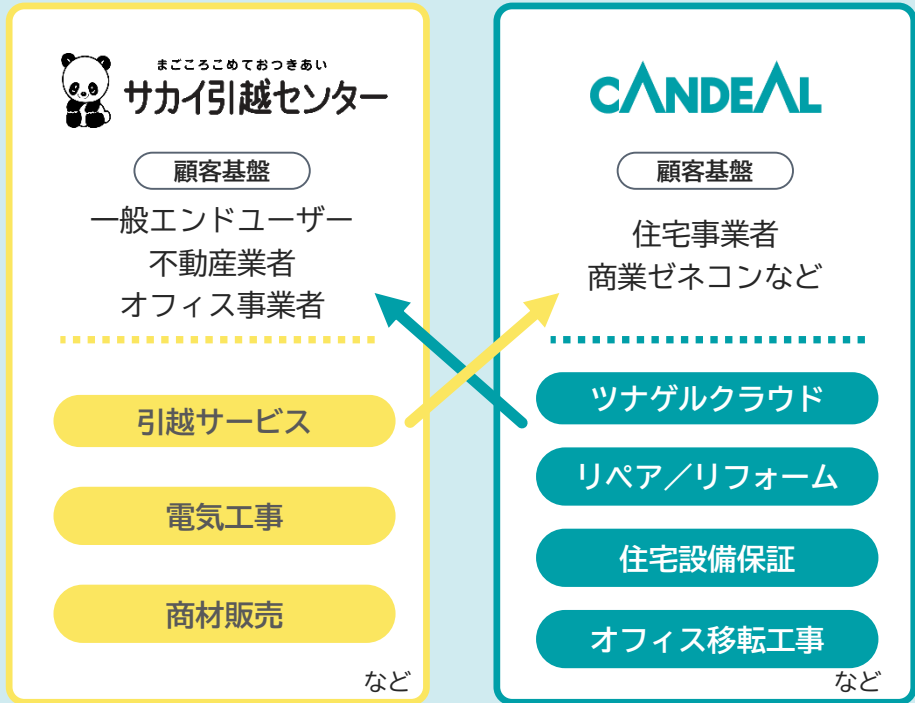 まごころこめておつきあい
サカイ引越センター
顧客基盤
一般エンドユーザー
不動産業者
オフィス事業者
引越サービス
電気工事
商材販売
など
CANDEAL
顧客基盤
住宅事業者
商業ゼネコンなど
ツナゲルクラウド
リペア／リフォーム
住宅設備保証
オフィス移転工事
など